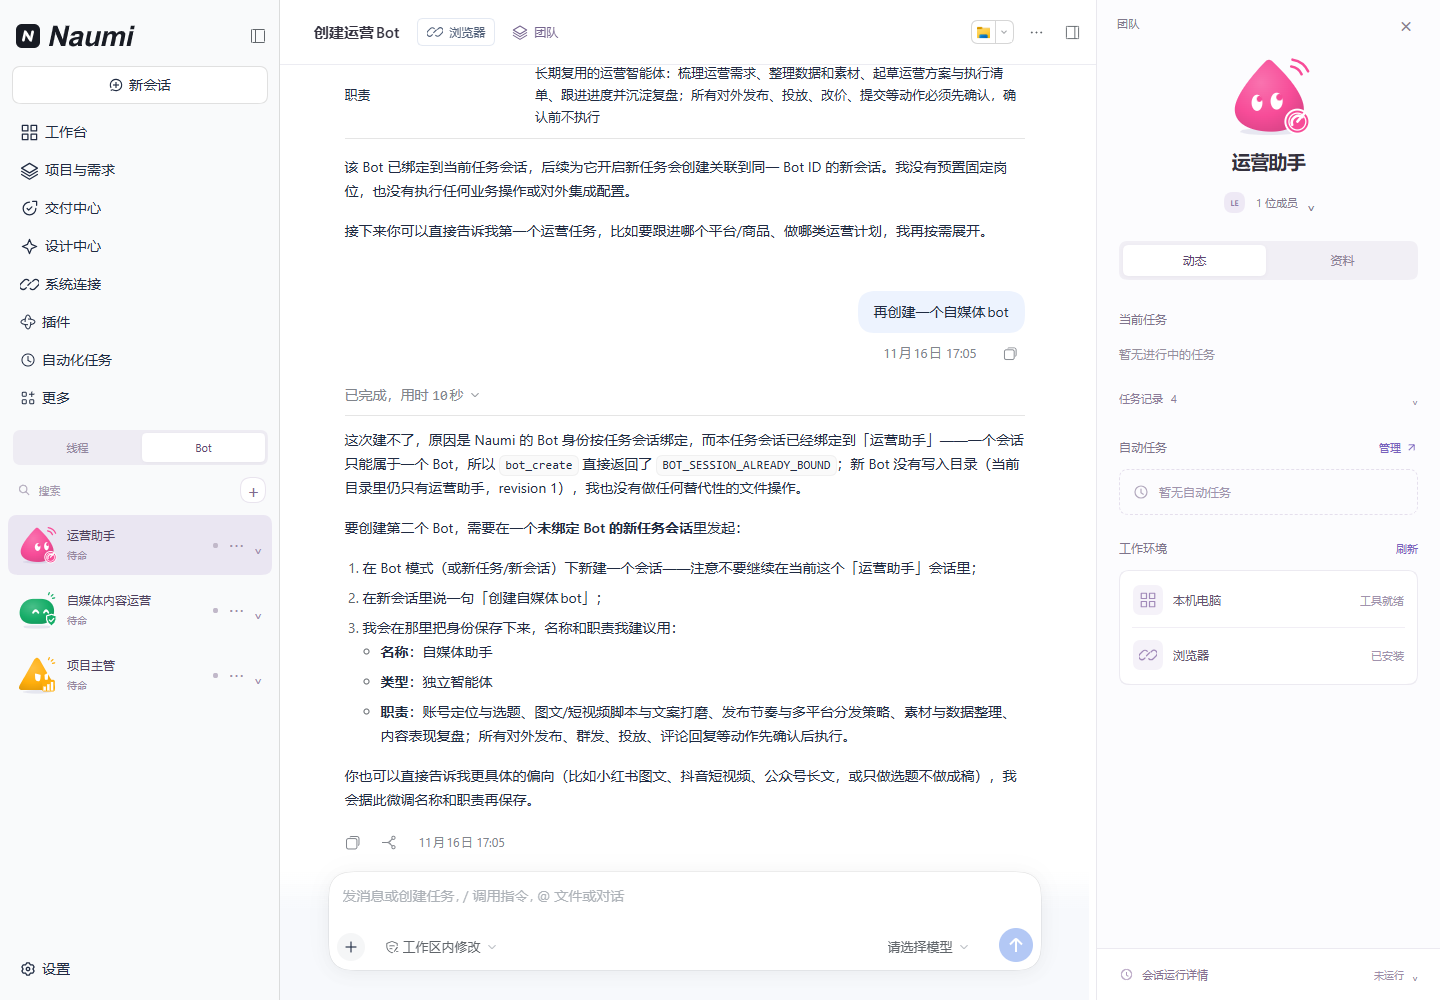 Naumi
新会话
工作台
项目与需求
交付中心
设计中心
系统连接
插件
自动化任务
更多
线程
Bot
搜索
运营助手
待命
自媒体内容运营
待命
项目主管
待命
设置
创建运营 Bot
浏览器
团队
职责
长期复用的运营智能体：梳理运营需求、整理数据和素材、起草运营方案与执行清
单、跟进进度并沉淀复盘；所有对外发布、投放、改价、提交等动作必须先确认，确
认前不执行
该 Bot 已绑定到当前任务会话，后续为它开启新任务会创建关联到同一 Bot ID 的新会话。我没有预置固定岗
位，也没有执行任何业务操作或对外集成配置。
接下来你可以直接告诉我第一个运营任务，比如要跟进哪个平台/商品、做哪类运营计划，我再按需展开。
再创建一个自媒体 bot
11月16日 17:05
已完成，用时 10秒
这次建不了，原因是 Naumi 的 Bot 身份按任务会话绑定，而本任务会话已经绑定到「运营助手」——一个会话
只能属于一个 Bot，所以 bot_create 直接返回了 BOT_SESSION_ALREADY_BOUND；新 Bot 没有写入目录（当前
目录里仍只有运营助手，revision 1），我也没有做任何替代性的文件操作。
要创建第二个 Bot，需要在一个未绑定 Bot 的新任务会话里发起：
1. 在 Bot 模式（或新任务/新会话）下新建一个会话——注意不要继续在当前这个「运营助手」会话里；
2. 在新会话里说一句「创建自媒体 bot」；
3. 我会在那里把身份保存下来，名称和职责我建议用：
名称：自媒体助手
类型：独立智能体
职责：账号定位与选题、图文/短视频脚本与文案打磨、发布节奏与多平台分发策略、素材与数据整理、
内容表现复盘；所有对外发布、群发、投放、评论回复等动作先确认后执行。
你也可以直接告诉我更具体的偏向（比如小红书图文、抖音短视频、公众号长文，或只做选题不做成稿），我
会据此微调名称和职责再保存。
11月16日 17:05
发消息或创建任务, / 调用指令, @ 文件或对话
工作区内修改
请选择模型
团队
运营助手
LE
1 位成员
动态
资料
当前任务
暂无进行中的任务
任务记录 4
自动任务
管理
暂无自动任务
工作环境
刷新
本机电脑
工具就绪
浏览器
已安装
会话运行详情
未运行